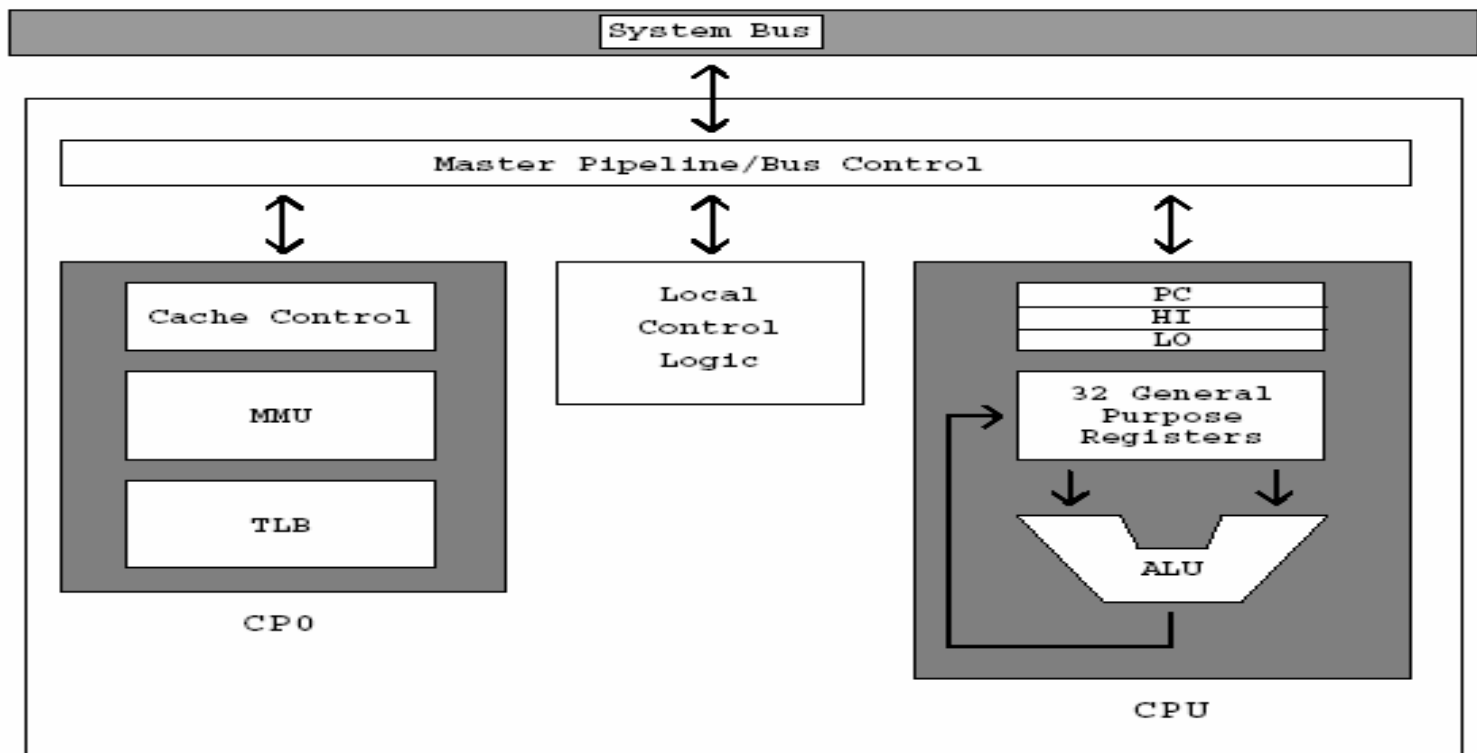 System Bus
Master Pipeline/Bus Control
Cache Control
MMU
TLB
CP0
Local
Control
Logic
PC
HI
LO
32 General
Purpose
Registers
ALU
CPU